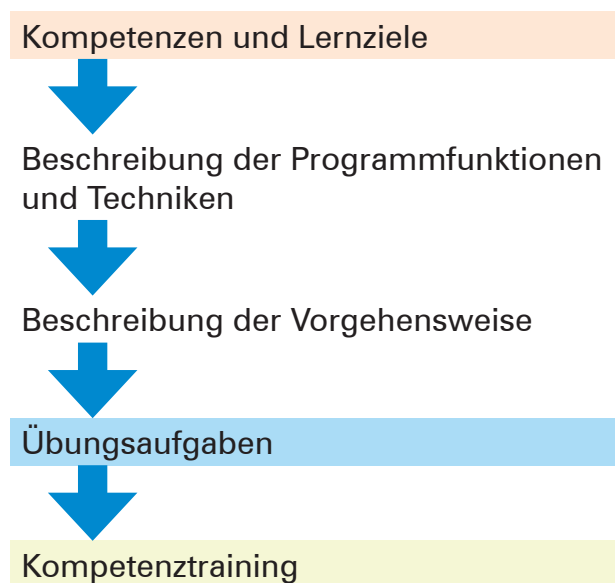 Kompetenzen und Lernziele
Beschreibung der Programmfunktionen
und Techniken
Beschreibung der Vorgehensweise
Übungsaufgaben
Kompetenztraining